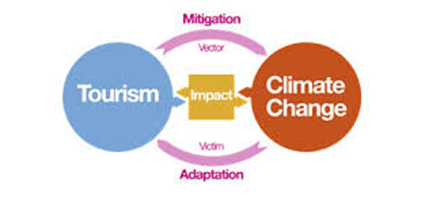 Mitigation
Vector
Tourism
Impact
Climate
Change
Victim
Adaptation